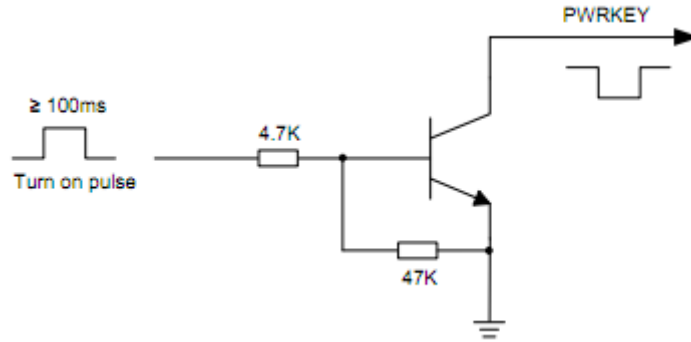 PWRKEY
≥ 100ms
4.7K
Turn on pulse
47K